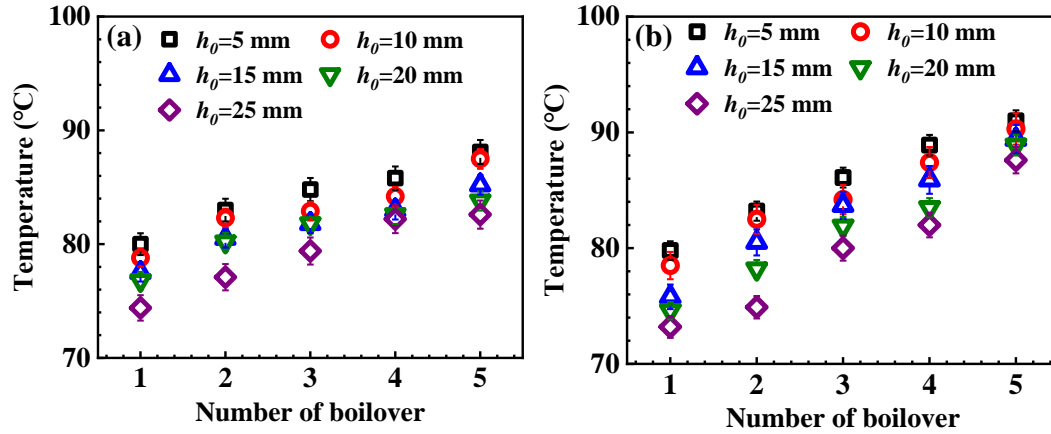 (a)
h₀=5 mm h₀=10 mm
h₀=15 mm h₀=20 mm
h₀=25 mm
100
90
80
70
Temperature (°C)
1 2 3 4 5
Number of boilover
(b)
h₀=5 mm h₀=10 mm
h₀=15 mm h₀=20 mm
h₀=25 mm
100
90
80
70
Temperature (°C)
1 2 3 4 5
Number of boilover